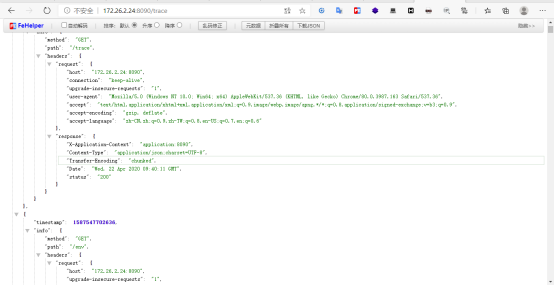 不安全 | 172.26.2.24:8090/trace
FeHelper 自动解码 | 排序: 默认 升序 降序 | 乱码修正 | 元数据 折叠所有 下载JSON 隐藏>>
"method": "GET",
"path": "/trace",
"headers": {
"request": {
"host": "172.26.2.24:8090",
"connection": "keep-alive",
"upgrade-insecure-requests": "1",
"user-agent": "Mozilla/5.0 (Windows NT 10.0; Win64; x64) AppleWebKit/537.36 (KHTML, like Gecko) Chrome/80.0.3987.163 Safari/537.36",
"accept": "text/html,application/xhtml+xml,application/xml;q=0.9,image/webp,image/apng,*/*;q=0.8,application/signed-exchange;v=b3;q=0.9",
"accept-encoding": "gzip, deflate",
"accept-language": "zh-CN,zh;q=0.9,zh-TW;q=0.8,en-US;q=0.7,en;q=0.6"
},
"response": {
"X-Application-Context": "application:8090",
"Content-Type": "application/json;charset=UTF-8",
"Transfer-Encoding": "chunked",
"Date": "Wed, 22 Apr 2020 09:40:11 GMT",
"status": "200"
}
}
}
},
{
"timestamp": 1587547702636,
"info": {
"method": "GET",
"path": "/env",
"headers": {
"request": {
"host": "172.26.2.24:8090",
"upgrade-insecure-requests": "1",